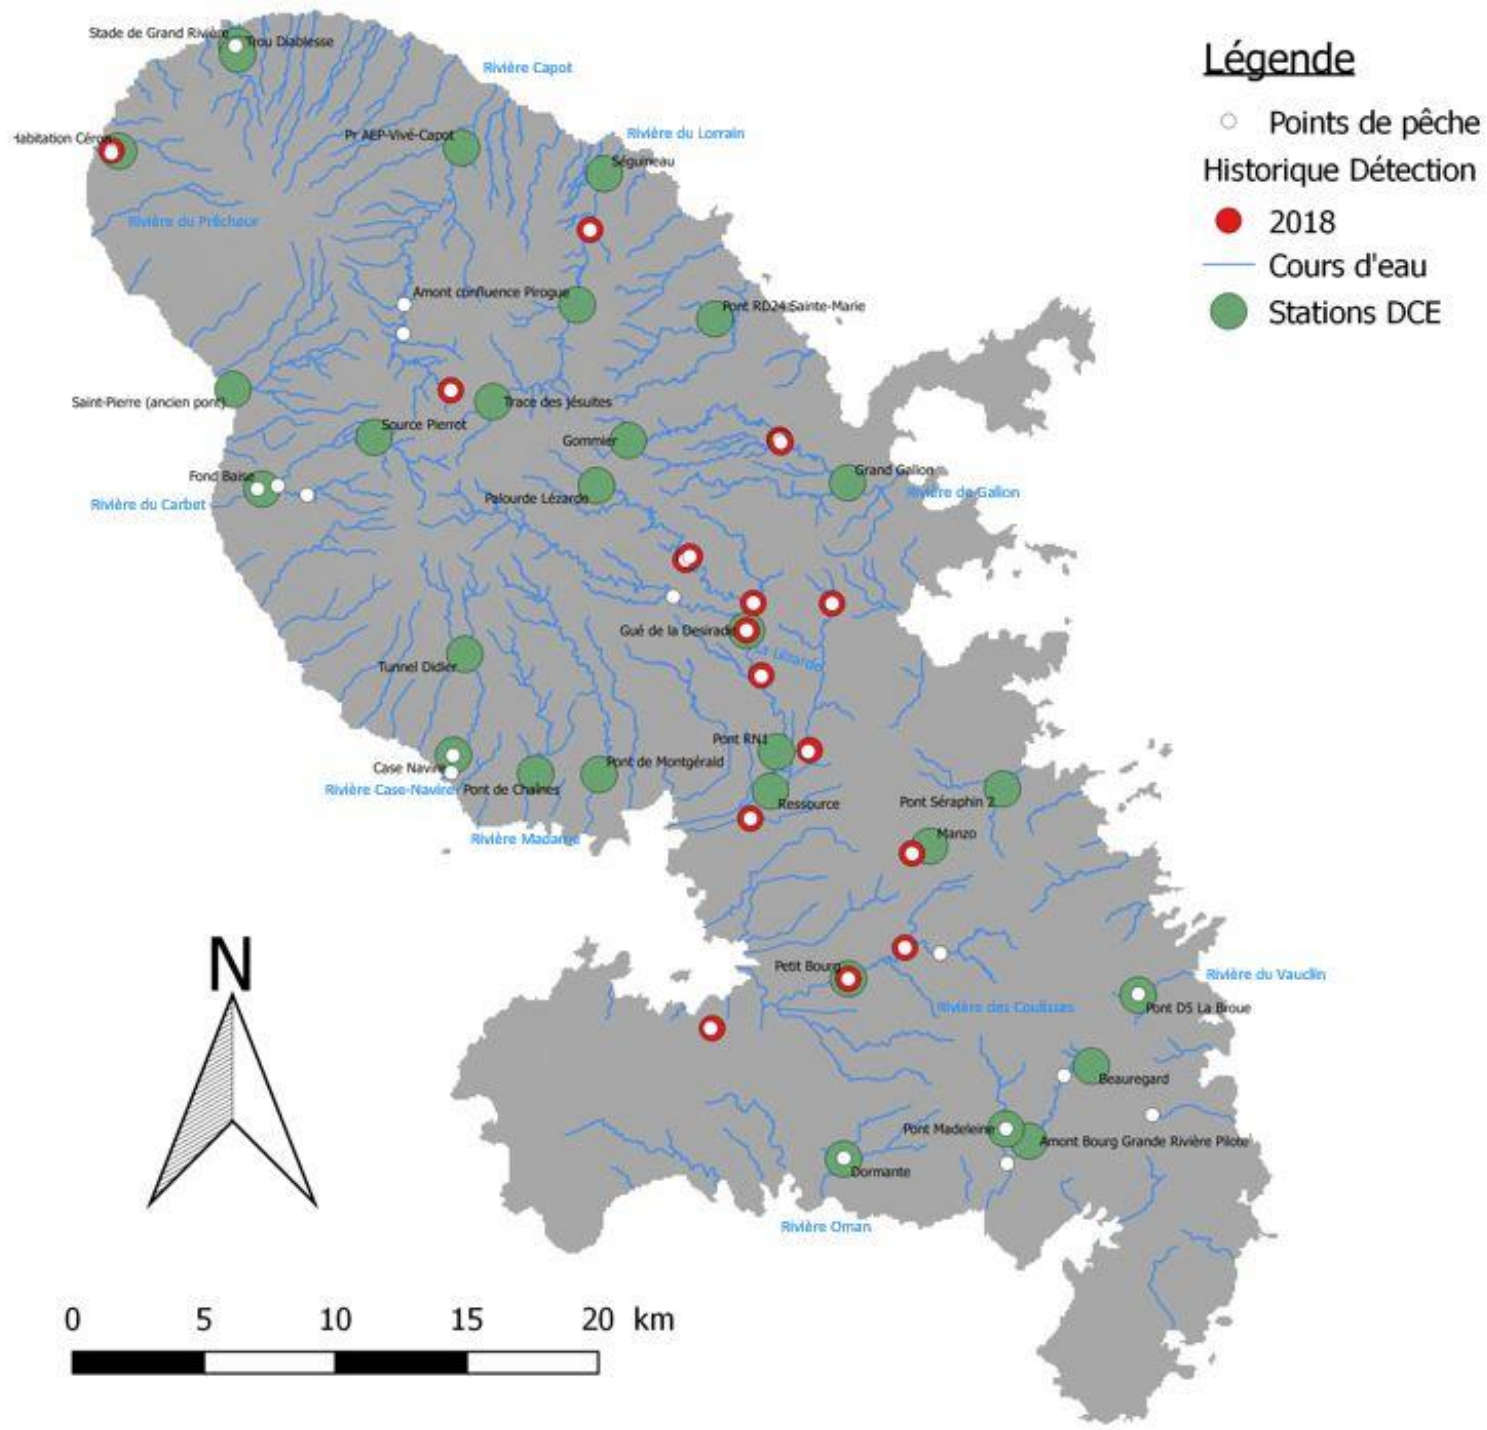 Stade de Grand Rivière
Trou Diablesse
Rivière Capot
Légende
Points de pêche
Historique Détection
2018
Cours d'eau
Stations DCE
Habitation Céron
Pr AEP-Vivé-Capot
Rivière du Lorrain
Séguineau
Rivière du Prêcheur
Amont confluence Pirogue
Pont RD24 Sainte-Marie
Saint-Pierre (ancien pont)
Trace des Jésuites
Source Pierrot
Gommier
Fond Baise
Grand Galion
Rivière du Carbet
Palourde Lézarde
Rivière de Galion
Gué de la Desirade
La Lézarde
Tunnel Didier
Pont RN1
Case Navire
Pont de Montgérald
Rivière Case-Navire
Pont de Chaînes
Ressource
Pont Séraphin 2
Rivière Madame
Manzo
N
Petit Bourg
Rivière du Vauclin
Rivière des Coulisses
Pont D5 La Broue
Beauregard
Pont Madeleine
Amont Bourg Grande Rivière Pilote
Dormante
Rivière Oman
0 5 10 15 20 km